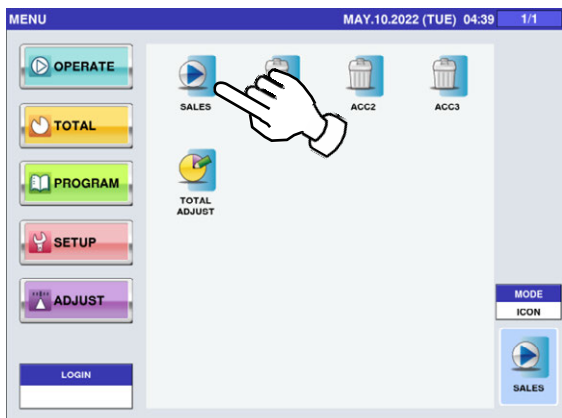 MENU
MAY.10.2022 (TUE) 04:39
1/1
OPERATE
TOTAL
PROGRAM
SETUP
ADJUST
LOGIN
SALES
ACC2
ACC3
TOTAL
ADJUST
MODE
ICON
SALES